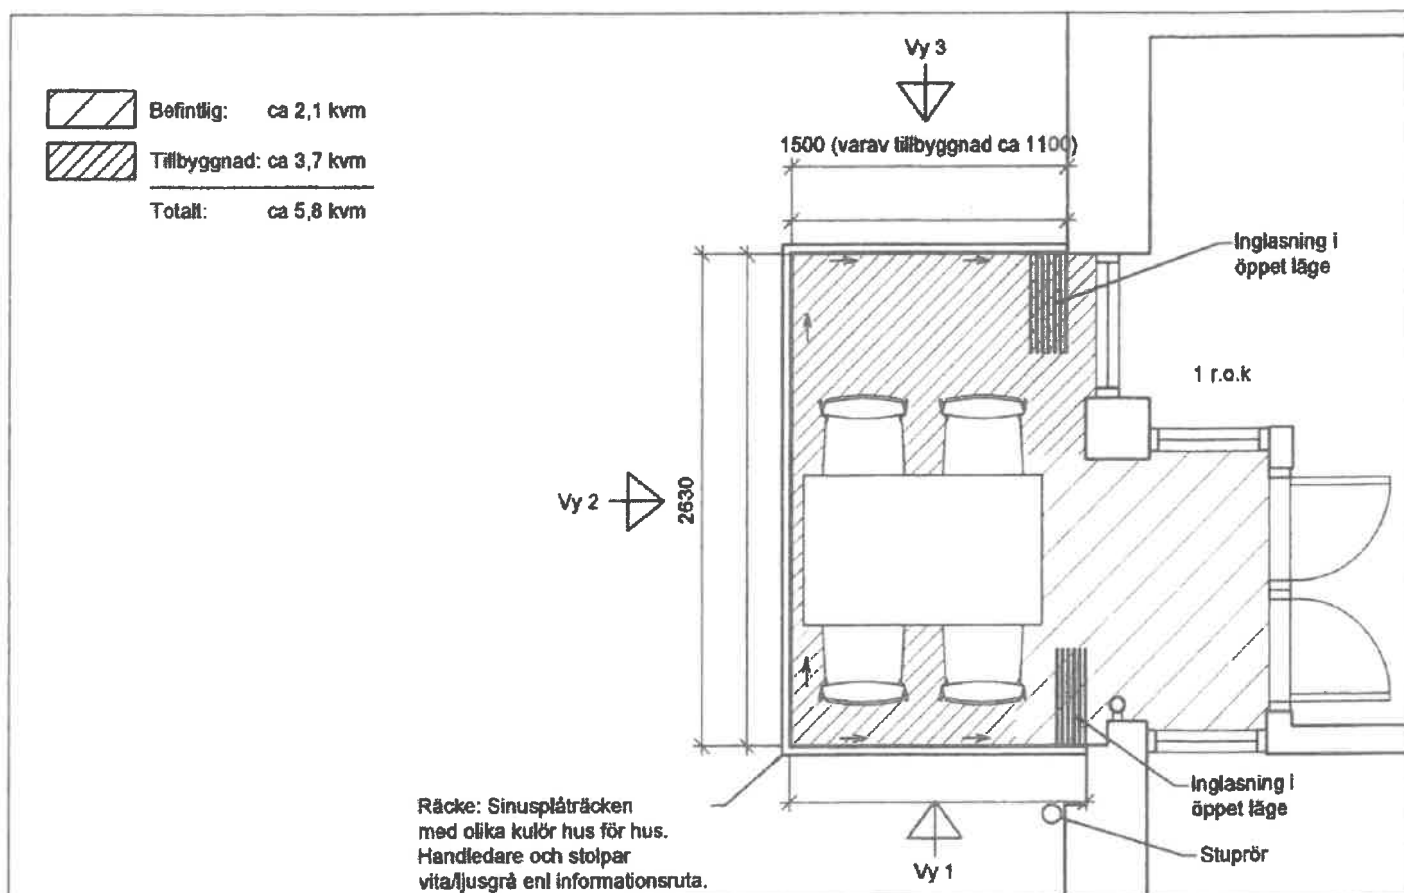 Vy 3
Befintlig: ca 2,1 kvm
1500 (varav tillbyggnad ca 1100)
Tillbyggnad: ca 3,7 kvm
Totalt: ca 5,8 kvm
Inglasning i
öppet läge
1 r.o.k
Vy 2
2630
Räcke: Sinusplåträcken
med olika kulör hus för hus.
Handledare och stolpar
vita/ljusgrå enl informationsruta.
Inglasning i
öppet läge
Stuprör
Vy 1